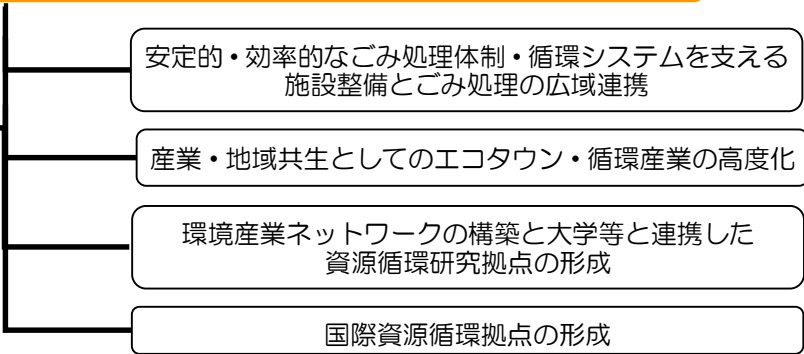 安定的・効率的なごみ処理体制・循環システムを支える
施設整備とごみ処理の広域連携
産業・地域共生としてのエコタウン・循環産業の高度化
環境産業ネットワークの構築と大学等と連携した
資源循環研究拠点の形成
国際資源循環拠点の形成